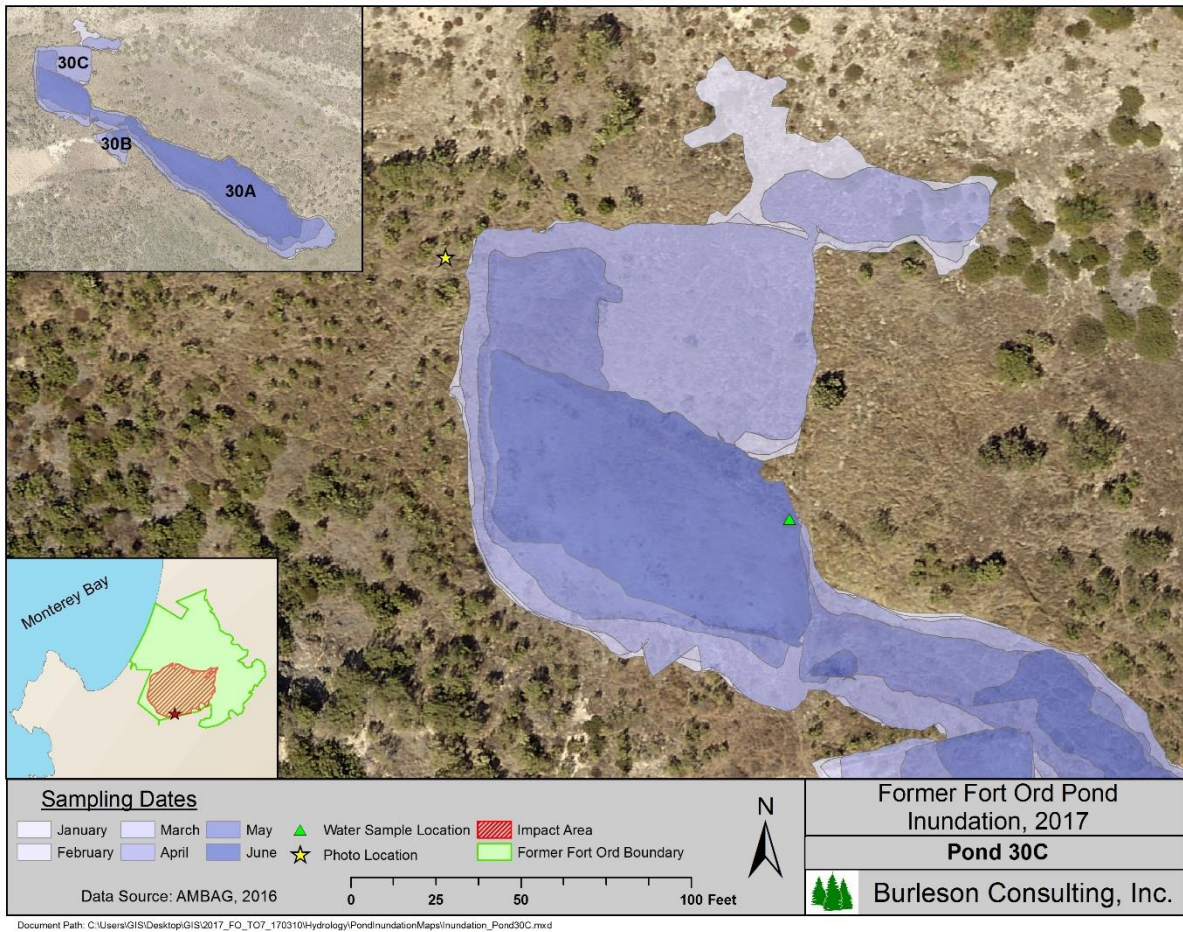 30C
30B
30A
Monterey Bay
Sampling Dates
January
March
May
February
April
June
Water Sample Location
Photo Location
Impact Area
Former Fort Ord Boundary
Data Source: AMBAG, 2016
0 25 50 100 Feet
N
Former Fort Ord Pond
Inundation, 2017
Pond 30C
Burleson Consulting, Inc.
Document Path: C:\Users\GIS\Desktop\GIS\2017_FO_TO7_170310\Hydrology\PondInundationMaps\Inundation_Pond30C.mxd